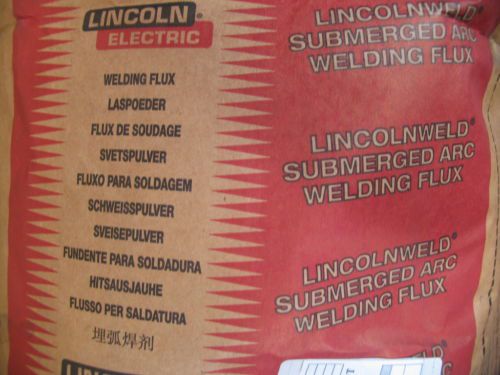 LINCOLN®
ELECTRIC
WELDING FLUX
LASPOEDER
FLUX DE SOUDAGE
SVETSPULVER
FLUXO PARA SOLDAGEM
SCHWEISSPULVER
SVEISEPULVER
FUNDENTE PARA SOLDADURA
HITSAUSJAUHE
FLUSSO PER SALDATURA
埋弧焊剂
LINCOLN
LINCOLNWELD®
SUBMERGED ARC
WELDING FLUX
LINCOLNWELD®
SUBMERGED ARC
WELDING FLUX
LINCOLNWELD®
SUBMERGED ARC
WELDING FLUX